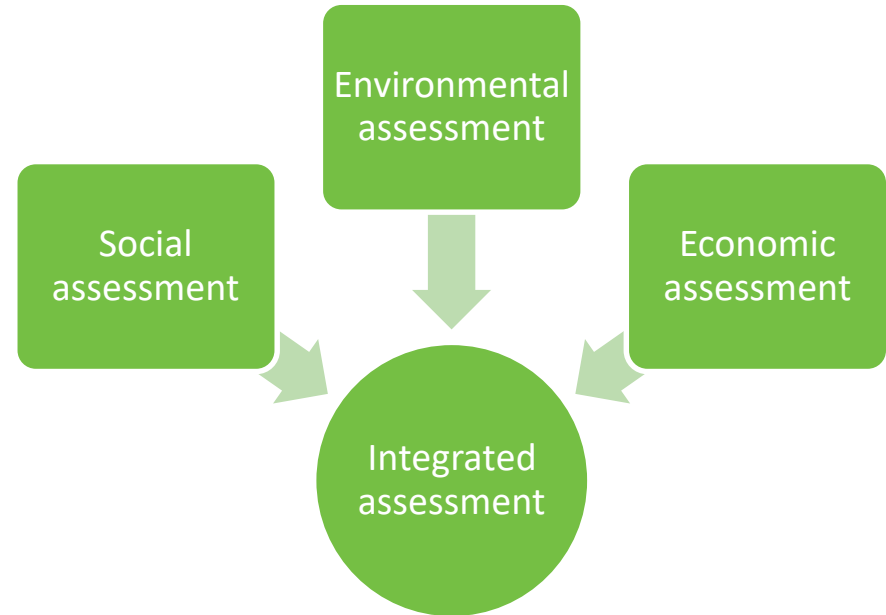 Environmental
assessment
Social
assessment
Economic
assessment
Integrated
assessment